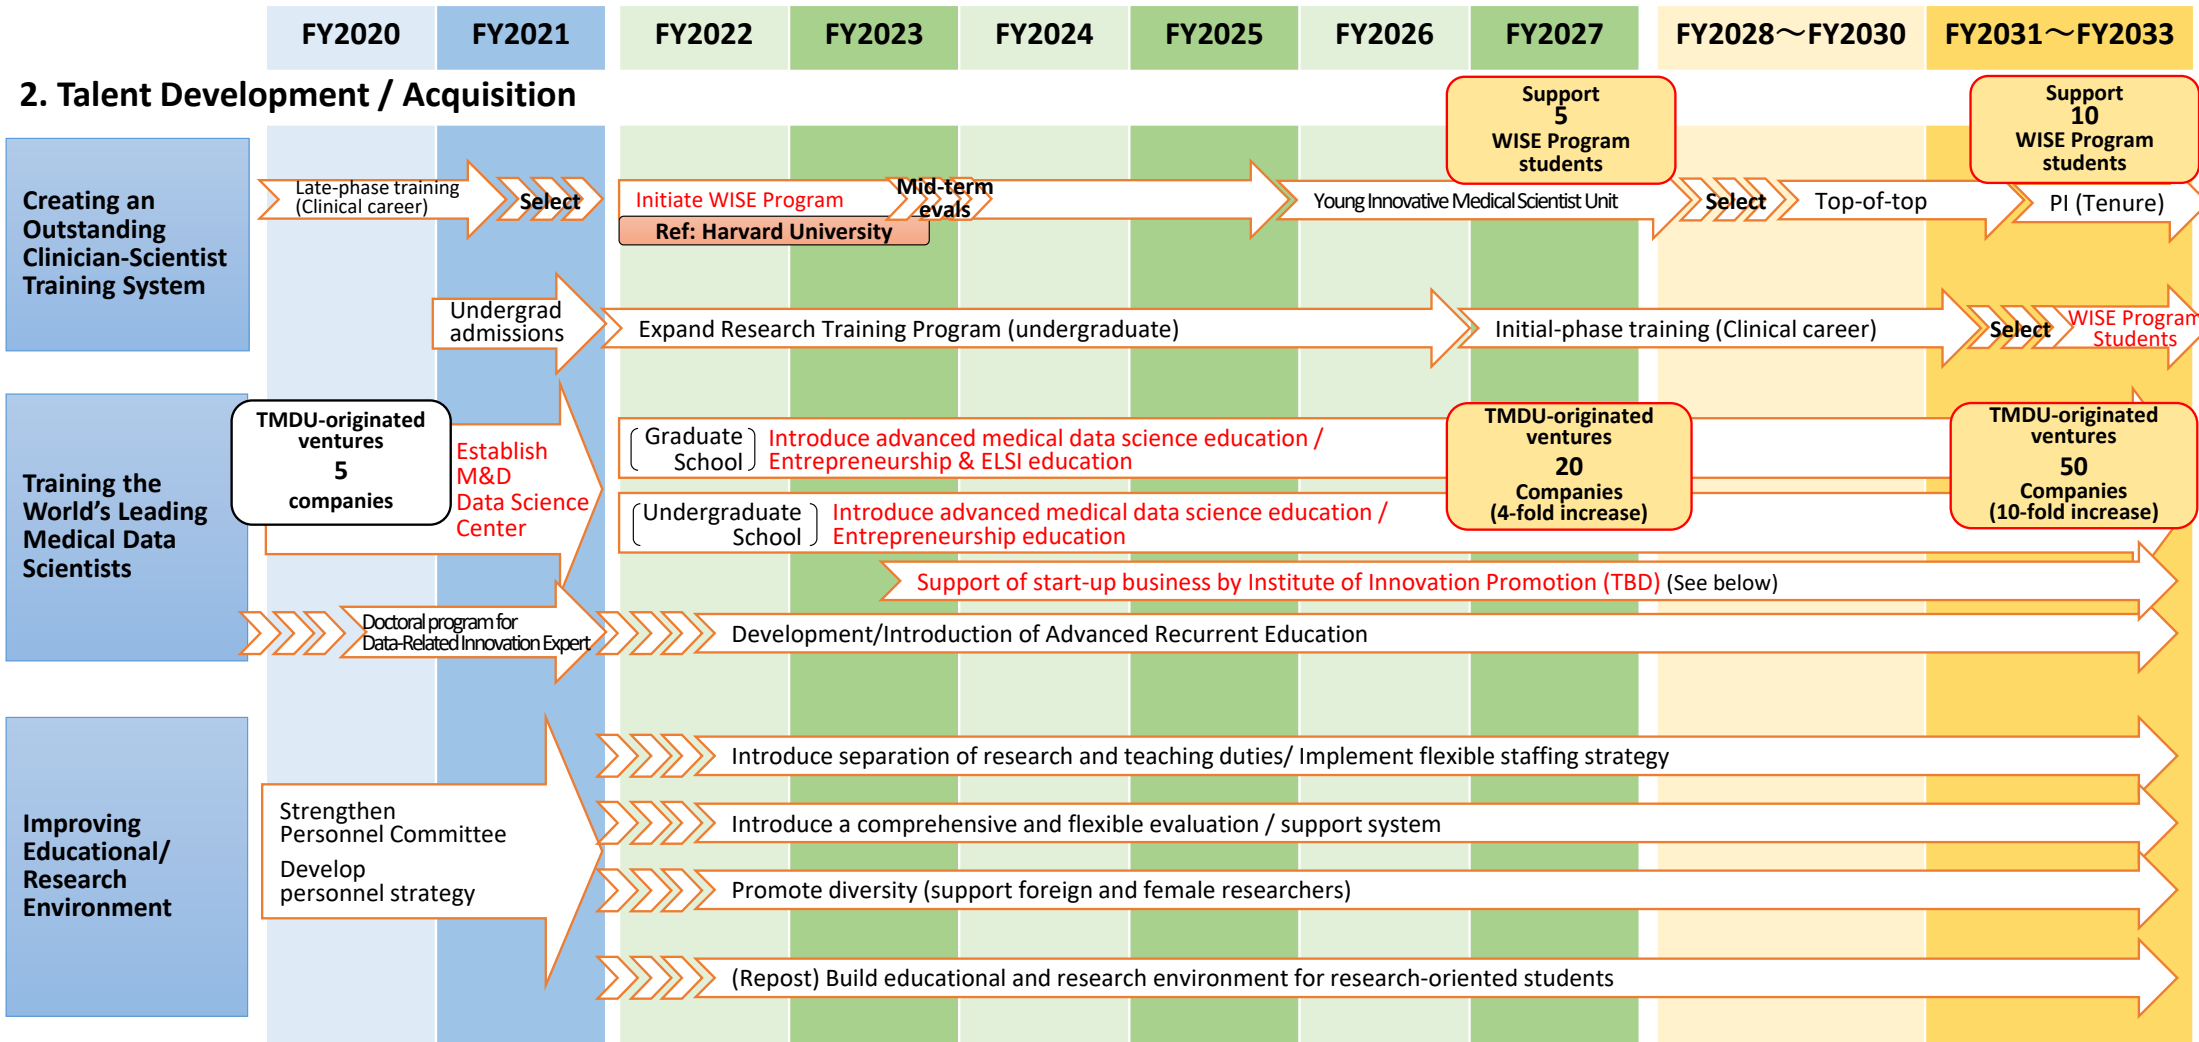 FY2020
FY2021
FY2022
FY2023
FY2024
FY2025
FY2026
FY2027
FY2028～FY2030
FY2031～FY2033
2. Talent Development / Acquisition
Support
5
WISE Program
students
Support
10
WISE Program
students
Creating an
Outstanding
Clinician-Scientist
Training System
Late-phase training
(Clinical career)
Select
Initiate WISE Program
Ref: Harvard University
Mid-term
evals
Young Innovative Medical Scientist Unit
Select
Top-of-top
PI (Tenure)
Undergrad
admissions
Expand Research Training Program (undergraduate)
Initial-phase training (Clinical career)
Select
WISE Program
Students
Training the
World’s Leading
Medical Data
Scientists
TMDU-originated
ventures
5
companies
Establish
M&D
Data Science
Center
Graduate
School
Introduce advanced medical data science education /
Entrepreneurship & ELSI education
TMDU-originated
ventures
20
Companies
(4-fold increase)
TMDU-originated
ventures
50
Companies
(10-fold increase)
Undergraduate
School
Introduce advanced medical data science education /
Entrepreneurship education
Support of start-up business by Institute of Innovation Promotion (TBD) (See below)
Doctoral program for
Data-Related Innovation Expert
Development/Introduction of Advanced Recurrent Education
Improving
Educational/
Research
Environment
Strengthen
Personnel Committee
Develop
personnel strategy
Introduce separation of research and teaching duties/ Implement flexible staffing strategy
Introduce a comprehensive and flexible evaluation / support system
Promote diversity (support foreign and female researchers)
(Repost) Build educational and research environment for research-oriented students